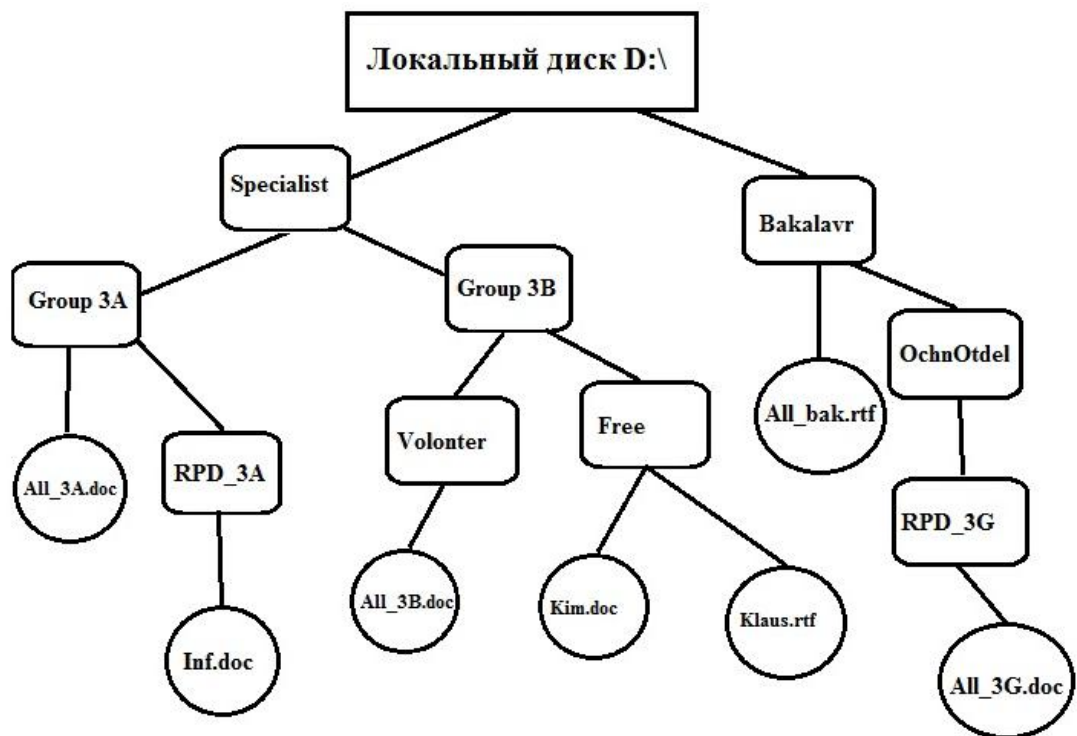 Локальный диск D:\
Specialist
Bakalavr
Group 3A
Group 3B
OchnOtdel
All_bak.rtf
Volonter
Free
RPD_3A
All_3A.doc
RPD_3G
All_3B.doc
Kim.doc
Klaus.rtf
Inf.doc
All_3G.doc